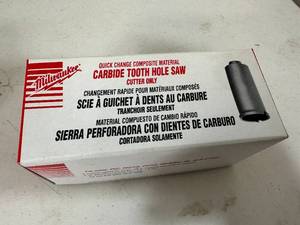 Milwaukee
QUICK CHANGE COMPOSITE MATERIAL
CARBIDE TOOTH HOLE SAW
CUTTER ONLY
CHANGEMENT RAPIDE POUR MATÉRIAUX COMPOSÉS
SCIE À GUICHET À DENTS AU CARBURE
TRANCHOIR SEULEMENT
MATERIAL COMPUESTO DE CAMBIO RÁPIDO
SIERRA PERFORADORA CON DIENTES DE CARBURO
CORTADORA SOLAMENTE